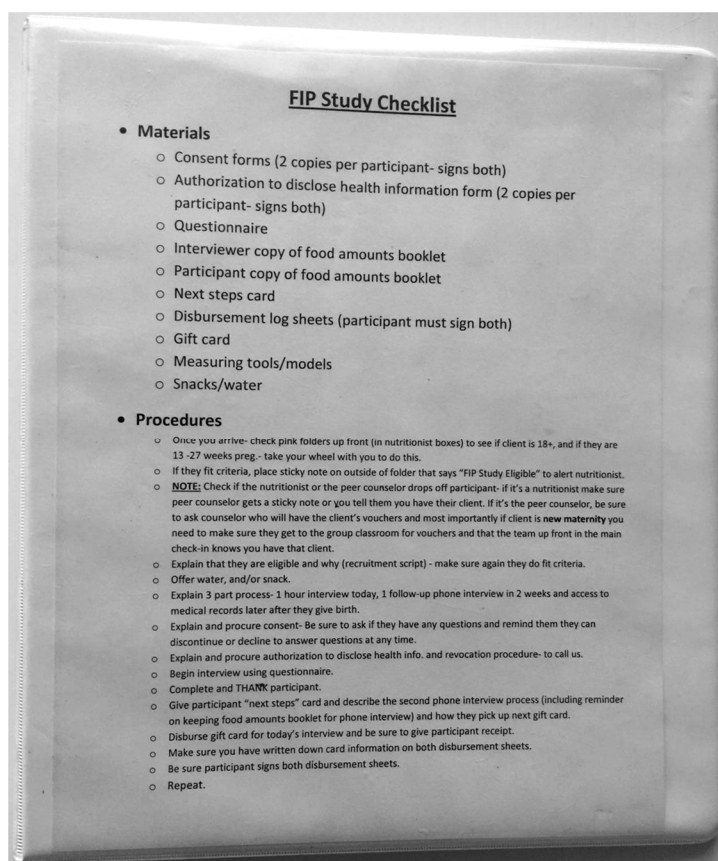 FIP Study Checklist
• Materials
o Consent forms (2 copies per participant- signs both)
o Authorization to disclose health information form (2 copies per
participant- signs both)
o Questionnaire
o Interviewer copy of food amounts booklet
o Participant copy of food amounts booklet
o Next steps card
o Disbursement log sheets (participant must sign both)
o Gift card
o Measuring tools/models
o Snacks/water
• Procedures
o Once you arrive- check pink folders up front (in nutritionist boxes) to see if client is 18+, and if they are
13 -27 weeks preg.- take your wheel with you to do this.
o If they fit criteria, place sticky note on outside of folder that says "FIP Study Eligible" to alert nutritionist.
o NOTE: Check if the nutritionist or the peer counselor drops off participant- if it's a nutritionist make sure
peer counselor gets a sticky note or you tell them you have their client. If it's the peer counselor, be sure
to ask counselor who will have the client's vouchers and most importantly if client is new maternity you
need to make sure they get to the group classroom for vouchers and that the team up front in the main
check-in knows you have that client.
o Explain that they are eligible and why (recruitment script) - make sure again they do fit criteria.
o Offer water, and/or snack.
o Explain 3 part process- 1 hour interview today, 1 follow-up phone interview in 2 weeks and access to
medical records later after they give birth.
o Explain and procure consent- Be sure to ask if they have any questions and remind them they can
discontinue or decline to answer questions at any time.
o Explain and procure authorization to disclose health info. and revocation procedure- to call us.
o Begin interview using questionnaire.
o Complete and THANK participant.
o Give participant "next steps" card and describe the second phone interview process (including reminder
on keeping food amounts booklet for phone interview) and how they pick up next gift card.
o Disburse gift card for today's interview and be sure to give participant receipt.
o Make sure you have written down card information on both disbursement sheets.
o Be sure participant signs both disbursement sheets.
o Repeat.